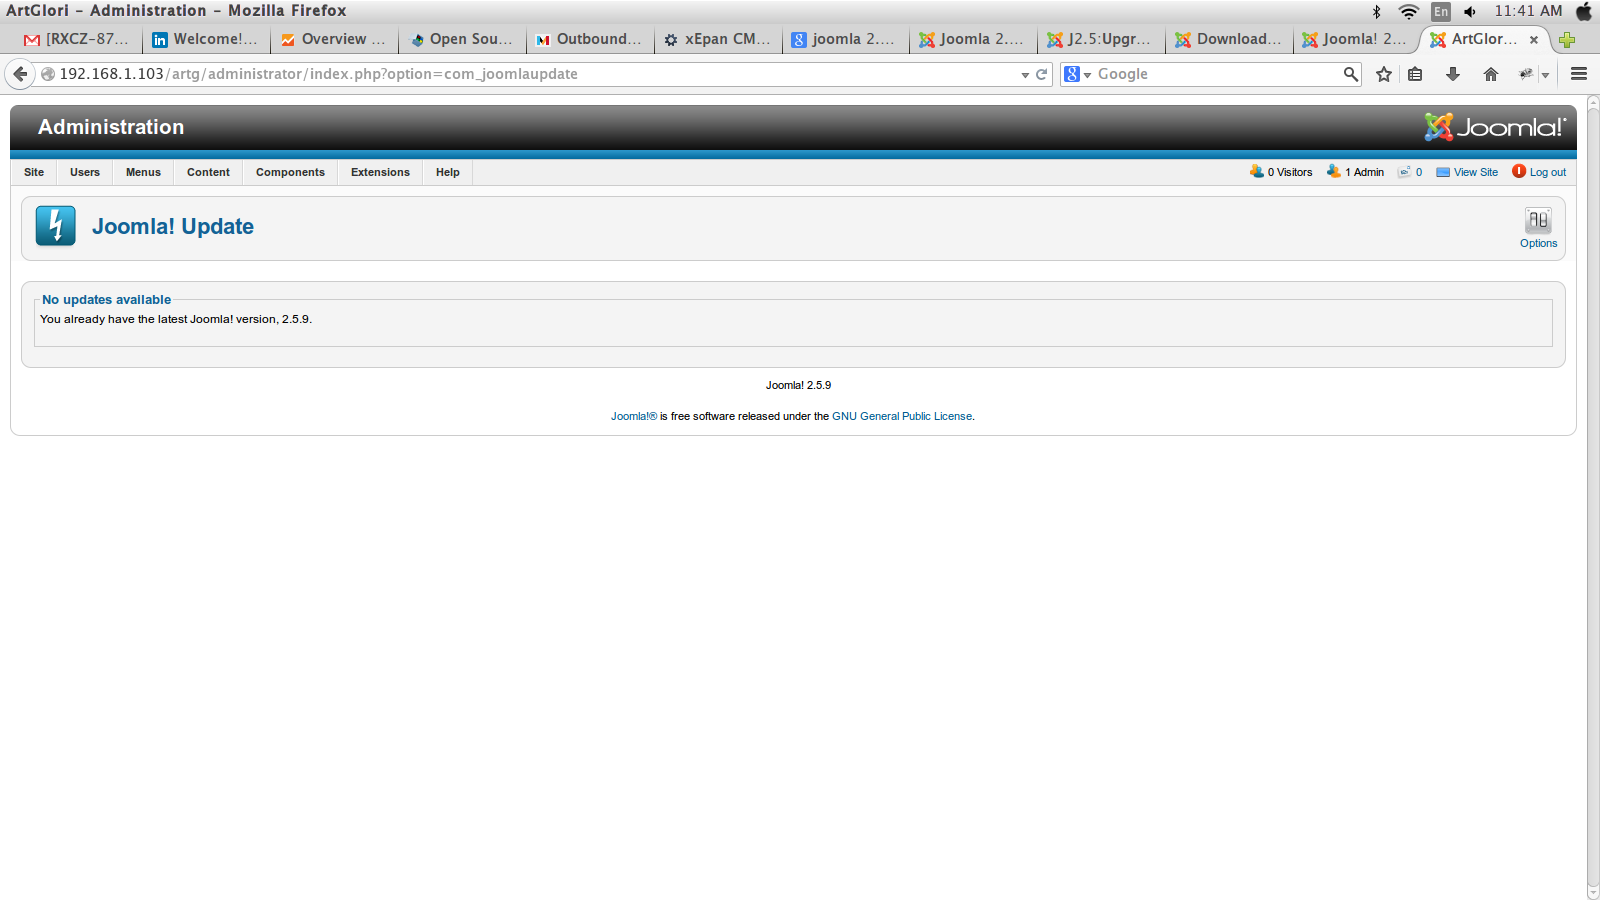 ArtGlori - Administration - Mozilla Firefox
En
11:41 AM
[RXCZ-87...
Welcome!...
Overview ...
Open Sou...
Outbound...
xEpan CM...
joomla 2....
Joomla 2....
J2.5:Upgr...
Download...
Joomla! 2...
ArtGlor...
192.168.1.103/artg/administrator/index.php?option=com_joomlaupdate
Google
Administration
Joomla!
Site
Users
Menus
Content
Components
Extensions
Help
0 Visitors
1 Admin
0
View Site
Log out
Joomla! Update
Options
No updates available
You already have the latest Joomla! version, 2.5.9.
Joomla! 2.5.9
Joomla!® is free software released under the GNU General Public License.